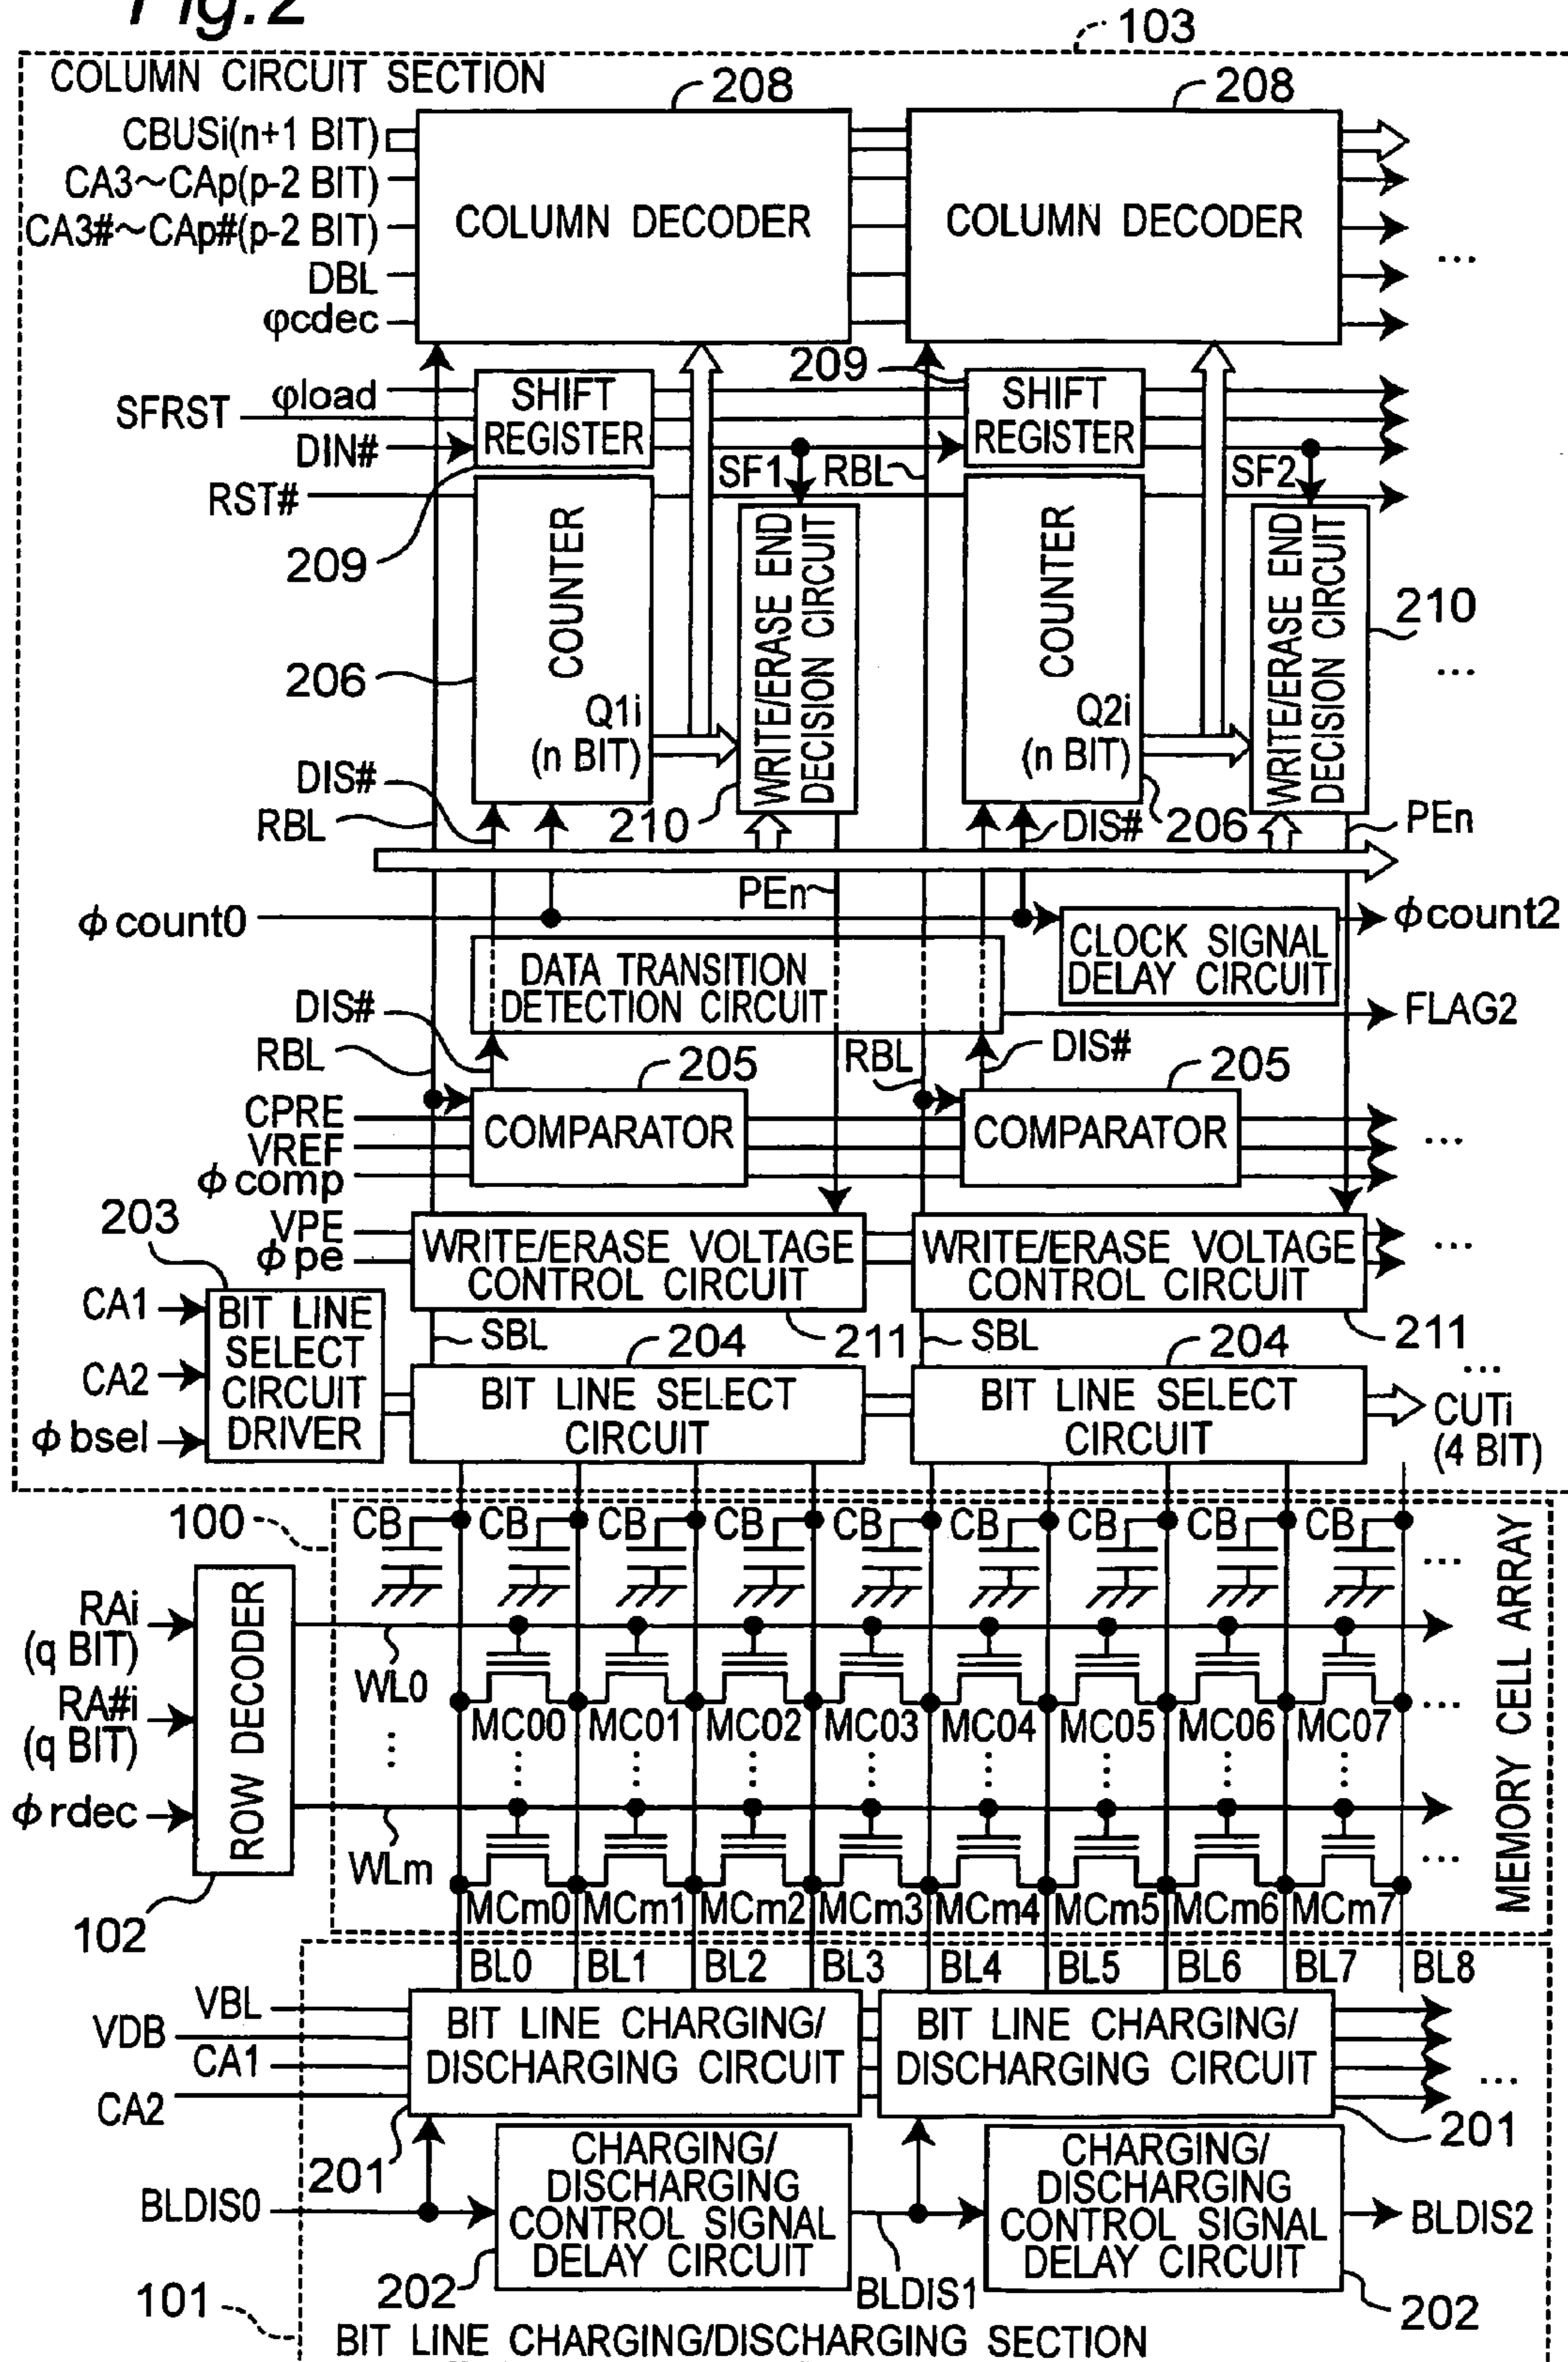 Fig.2
103
COLUMN CIRCUIT SECTION
208
208
CBUSi(n+1 BIT)
CA3~CAp(p-2 BIT)
CA3#~CAp#(p-2 BIT)
DBL
φcdec
COLUMN DECODER
COLUMN DECODER
...
209
φload
SFRST
DIN#
SHIFT
REGISTER
SHIFT
REGISTER
SF1
RBL
SF2
RST#
209
COUNTER
WRITE/ERASE END
DECISION CIRCUIT
COUNTER
WRITE/ERASE END
DECISION CIRCUIT
210
206
...
Q1i
(n BIT)
Q2i
(n BIT)
DIS#
RBL
210
DIS#
206
PEn
PEn
φcount0
φcount2
CLOCK SIGNAL
DELAY CIRCUIT
DATA TRANSITION
DETECTION CIRCUIT
DIS#
FLAG2
RBL
205
RBL
DIS#
205
CPRE
VREF
φcomp
COMPARATOR
COMPARATOR
...
203
VPE
φpe
WRITE/ERASE VOLTAGE
CONTROL CIRCUIT
WRITE/ERASE VOLTAGE
CONTROL CIRCUIT
...
CA1
CA2
φbsel
BIT LINE
SELECT
CIRCUIT
DRIVER
SBL
204
211
SBL
204
211
...
BIT LINE SELECT
CIRCUIT
BIT LINE SELECT
CIRCUIT
CUTi
(4 BIT)
100
CB
CB
CB
CB
CB
CB
CB
CB
CB
...
MEMORY CELL ARRAY
RAi
(q BIT)
RA#i
(q BIT)
φrdec
ROW DECODER
WL0
MC00
MC01
MC02
MC03
MC04
MC05
MC06
MC07
...
WLm
...
102
MCm0
MCm1
MCm2
MCm3
MCm4
MCm5
MCm6
MCm7
BL0
BL1
BL2
BL3
BL4
BL5
BL6
BL7
BL8
VBL
VDB
CA1
CA2
BIT LINE CHARGING/
DISCHARGING CIRCUIT
BIT LINE CHARGING/
DISCHARGING CIRCUIT
...
201
201
BLDIS0
CHARGING/
DISCHARGING
CONTROL SIGNAL
DELAY CIRCUIT
CHARGING/
DISCHARGING
CONTROL SIGNAL
DELAY CIRCUIT
BLDIS2
202
BLDIS1
202
101
BIT LINE CHARGING/DISCHARGING SECTION